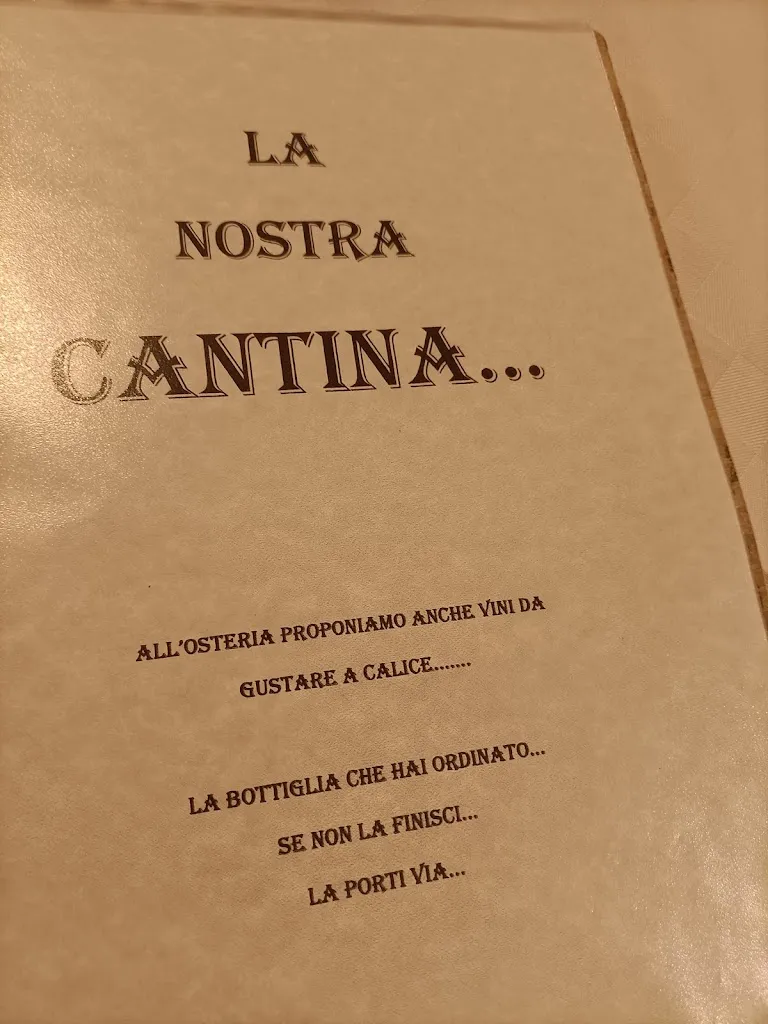 LA
NOSTRA
CANTINA...
ALL'OSTERIA PROPONIAMO ANCHE VINI DA
GUSTARE A CALICE.......
LA BOTTIGLIA CHE HAI ORDINATO...
SE NON LA FINISCI...
LA PORTI VIA...